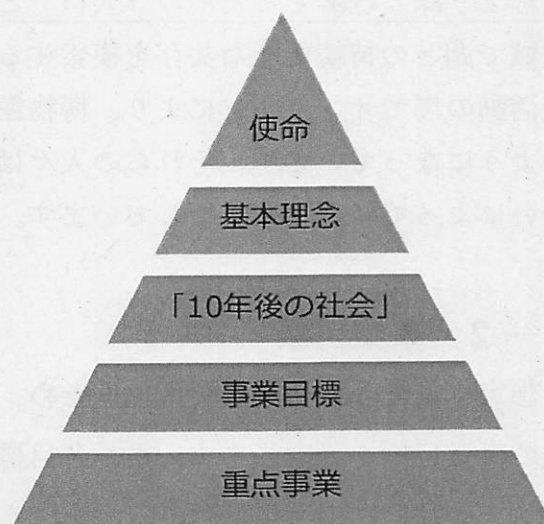 使命
基本理念
「10年後の社会」
事業目標
重点事業